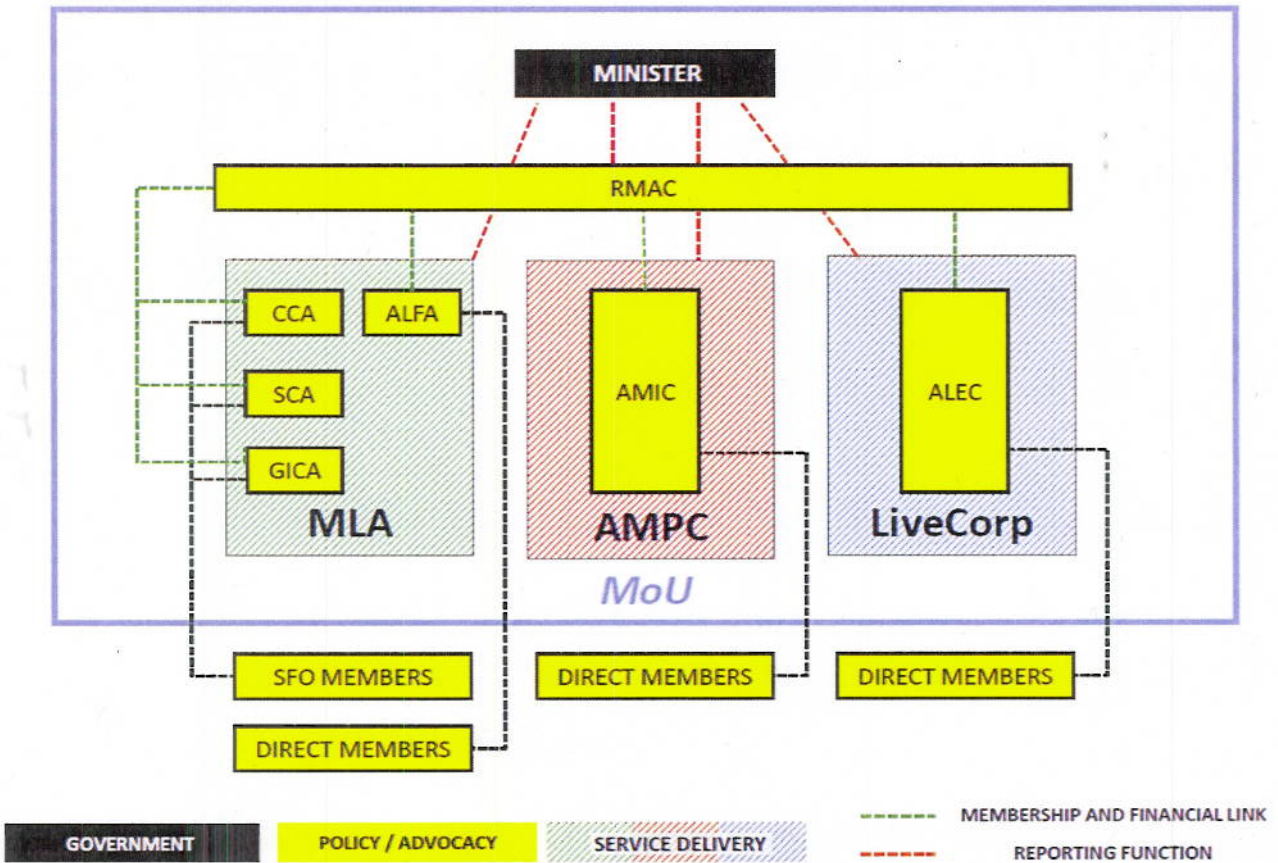 MINISTER
RMAC
CCA
ALFA
SCA
GICA
MLA
AMIC
AMPC
ALEC
LiveCorp
MoU
SFO MEMBERS
DIRECT MEMBERS
DIRECT MEMBERS
DIRECT MEMBERS
GOVERNMENT
POLICY / ADVOCACY
SERVICE DELIVERY
MEMBERSHIP AND FINANCIAL LINK
REPORTING FUNCTION